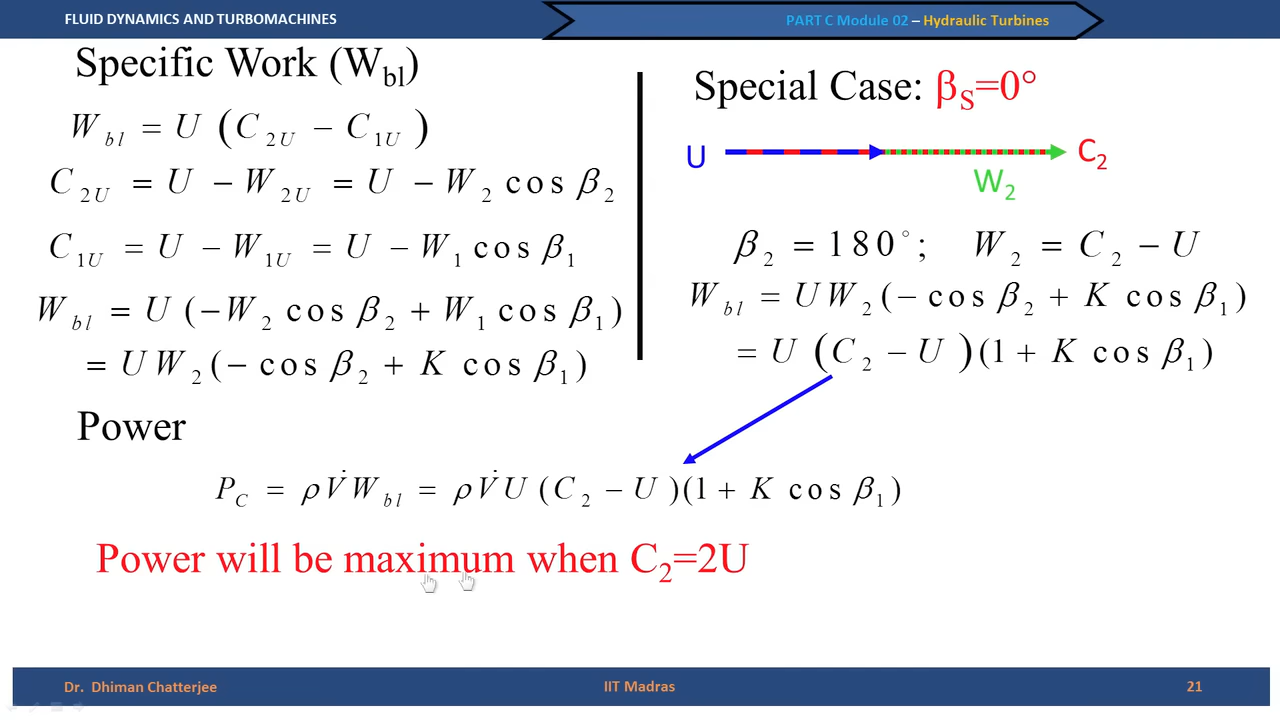 FLUID DYNAMICS AND TURBOMACHINES
PART C Module 02 – Hydraulic Turbines
Specific Work (W_bl)
W_bl = U (C_2U − C_1U)
C_2U = U − W_2U = U − W_2 cos β_2
C_1U = U − W_1U = U − W_1 cos β_1
W_bl = U (−W_2 cos β_2 + W_1 cos β_1)
= U W_2 (− cos β_2 + K cos β_1)
Special Case: β_S=0°
U
C_2
W_2
β_2 = 180°; W_2 = C_2 − U
W_bl = U W_2 (− cos β_2 + K cos β_1)
= U (C_2 − U)(1 + K cos β_1)
Power
P_C = ρ V̇ W_bl = ρ V̇ U (C_2 − U)(1 + K cos β_1)
Power will be maximum when C_2=2U
Dr. Dhiman Chatterjee
IIT Madras
21